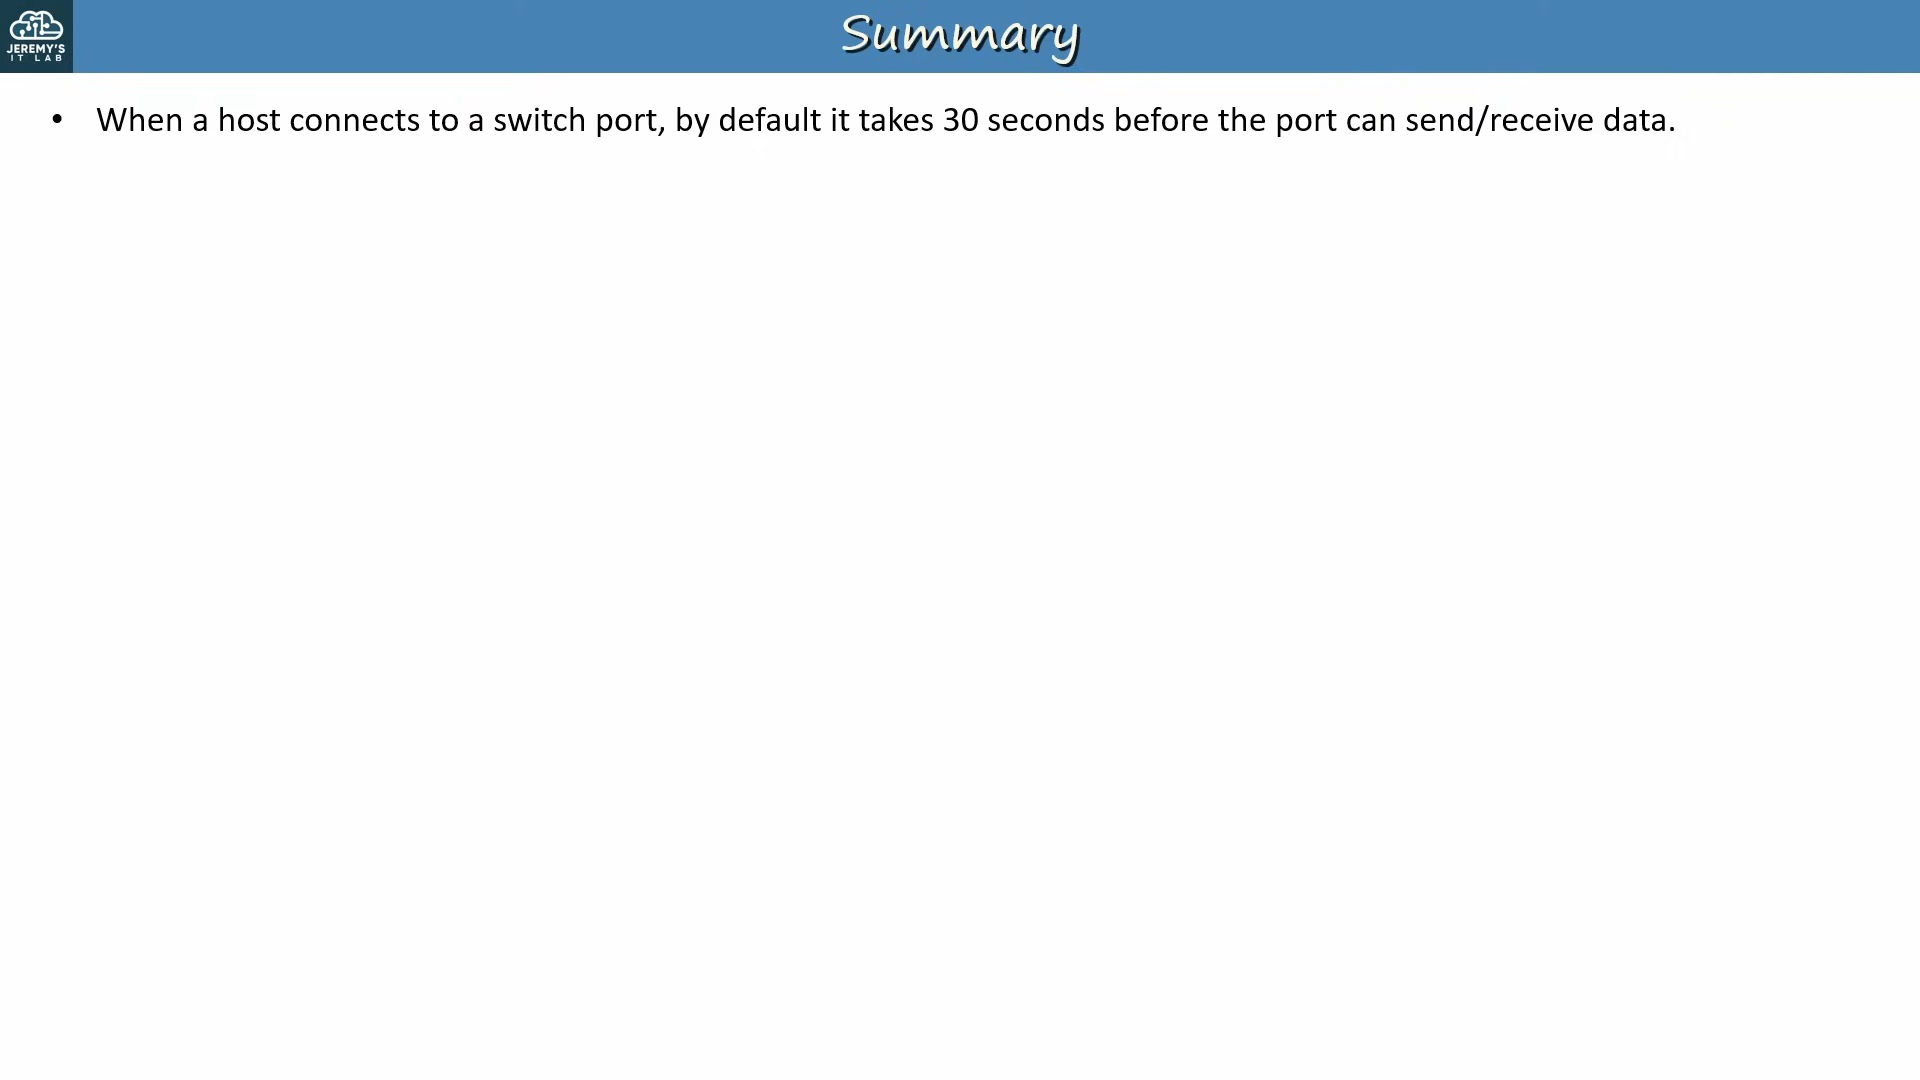 JEREMY'S
IT LAB
Summary
• When a host connects to a switch port, by default it takes 30 seconds before the port can send/receive data.